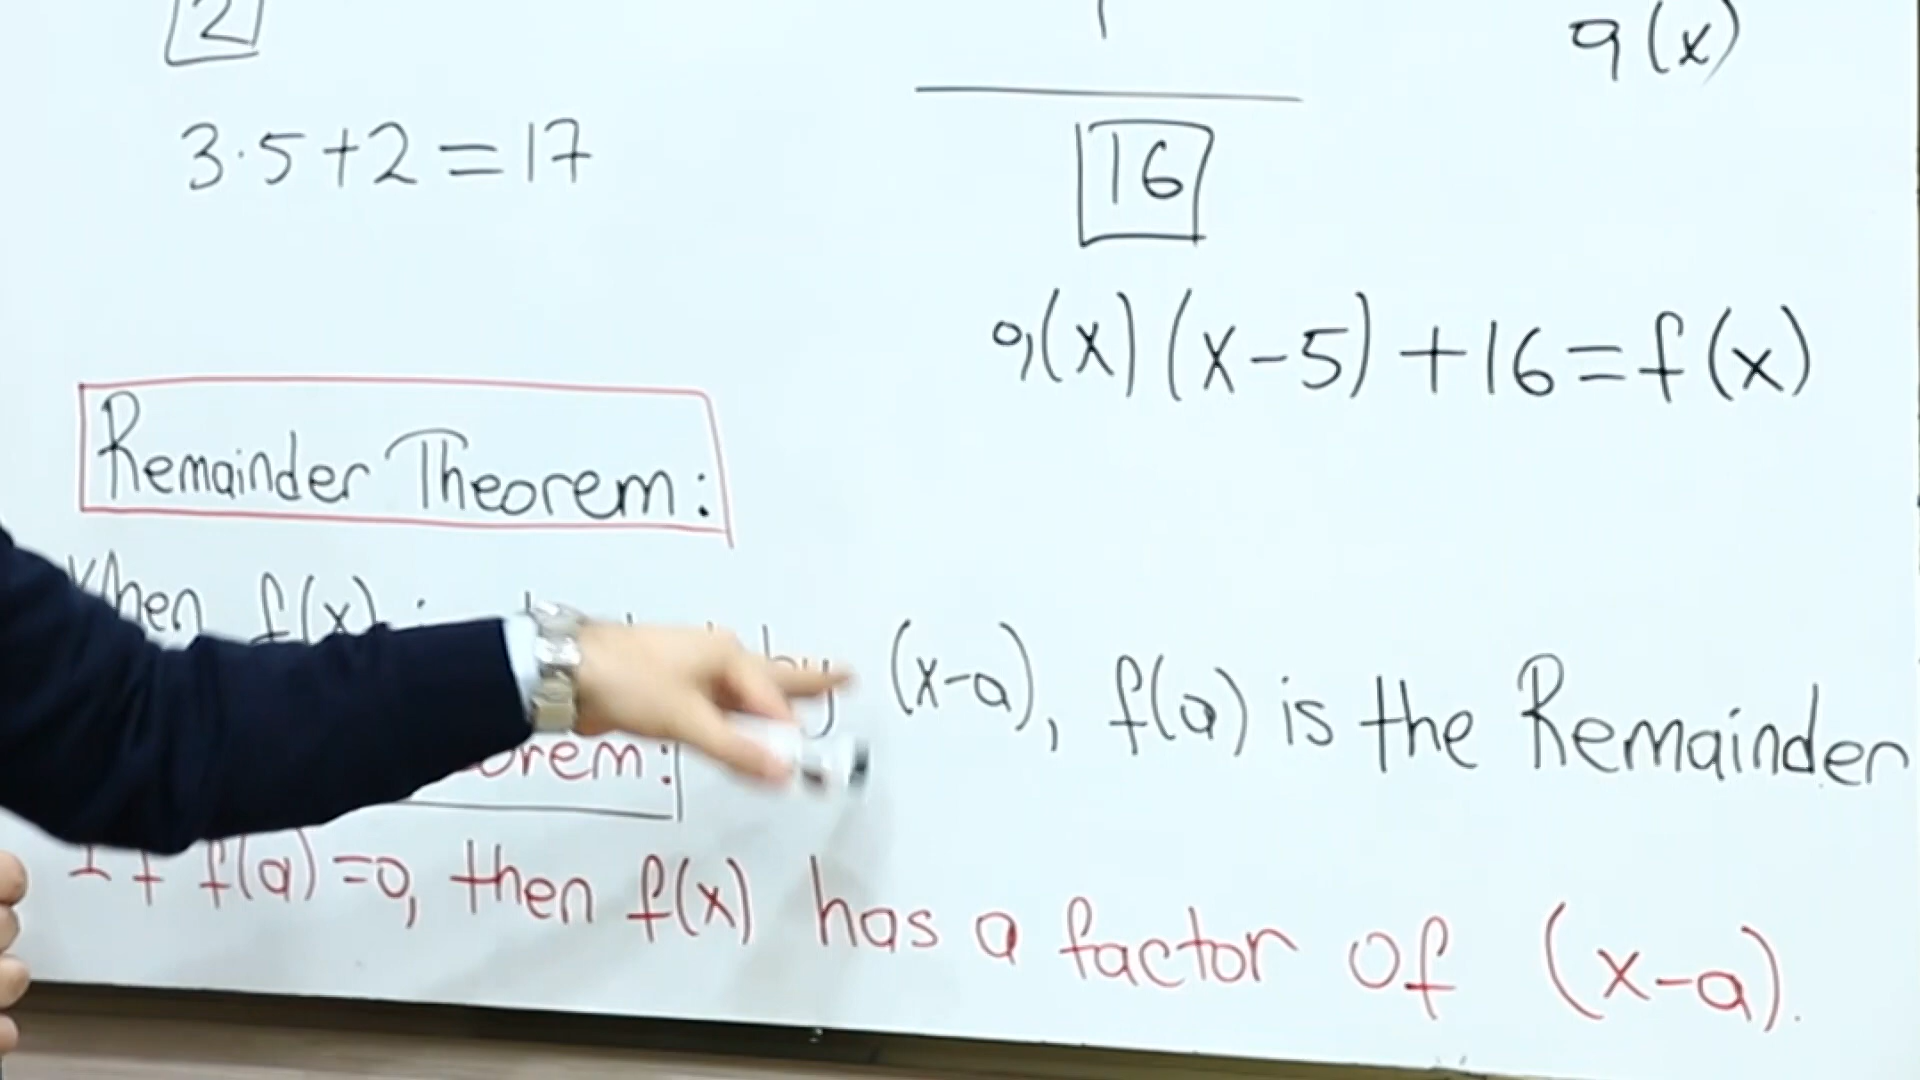 2
q(x)
3·5+2=17
16
q(x)(x-5)+16=f(x)
Remainder Theorem:
When f(x) by (x-a), f(a) is the Remainder
orem:
If f(a)=0, then f(x) has a factor of (x-a).